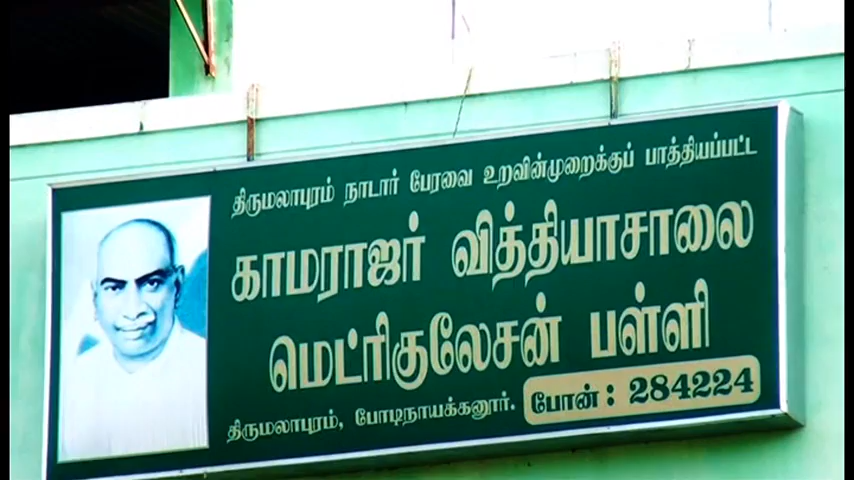 திருமலாபுரம் நாடார் பேரவை உறவின்முறைக்குப் பாத்தியப்பட்ட
காமராஜர் வித்தியாசாலை
மெட்ரிகுலேசன் பள்ளி
திருமலாபுரம், போடிநாயக்கனூர்.
போன் : 284224